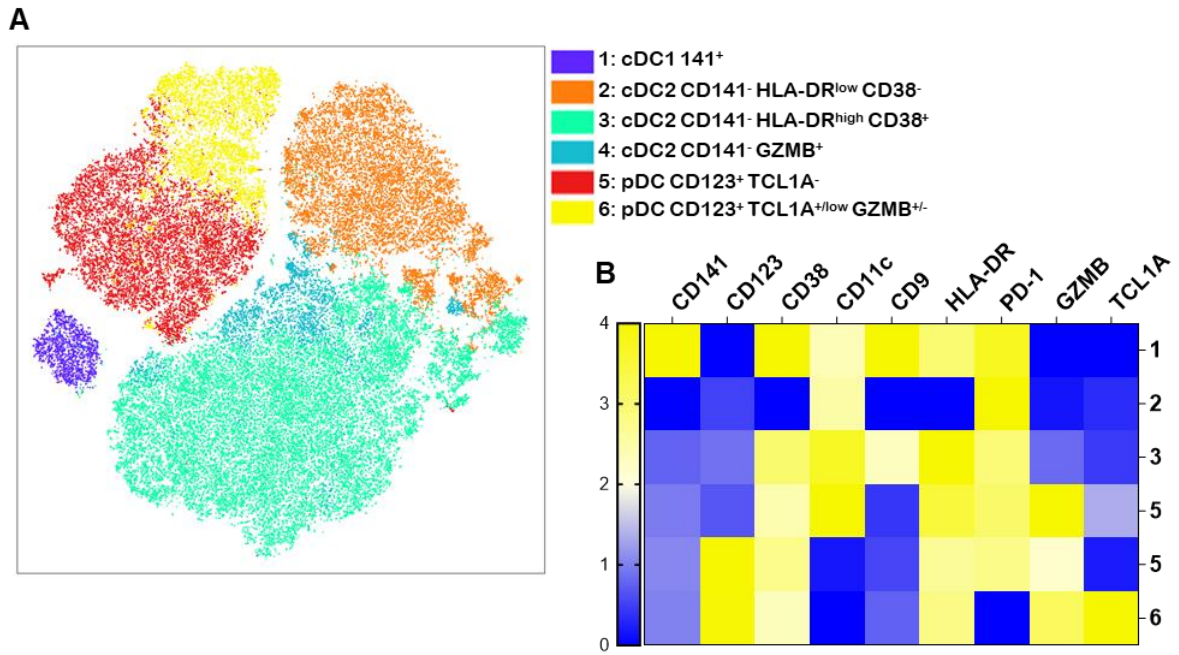 A
1: cDC1 141⁺
2: cDC2 CD141⁻ HLA-DRˡᵒʷ CD38⁻
3: cDC2 CD141⁻ HLA-DRʰⁱᵍʰ CD38⁺
4: cDC2 CD141⁻ GZMB⁺
5: pDC CD123⁺ TCL1A⁻
6: pDC CD123⁺ TCL1A⁺/ˡᵒʷ GZMB⁺/⁻
B
CD141 CD123 CD38 CD11c CD9 HLA-DR PD-1 GZMB TCL1A
4
3
2
1
0
1
2
3
5
5
6